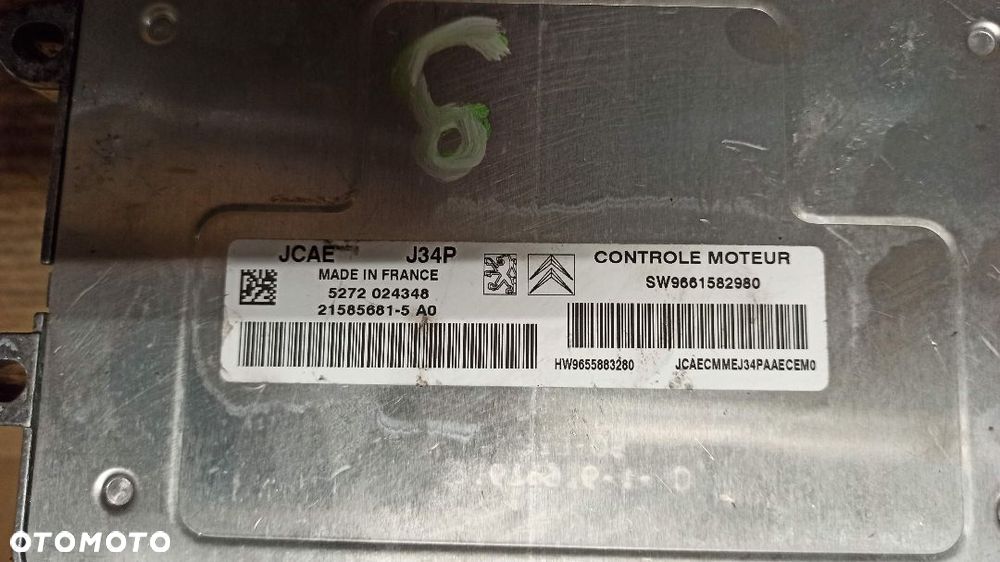 JCAE J34P
MADE IN FRANCE
5272 024348
21585681-5 A0
CONTROLE MOTEUR
SW9661582980
HW9655883280 JCAECMMEJ34PAAECEM0
OTOMOTO